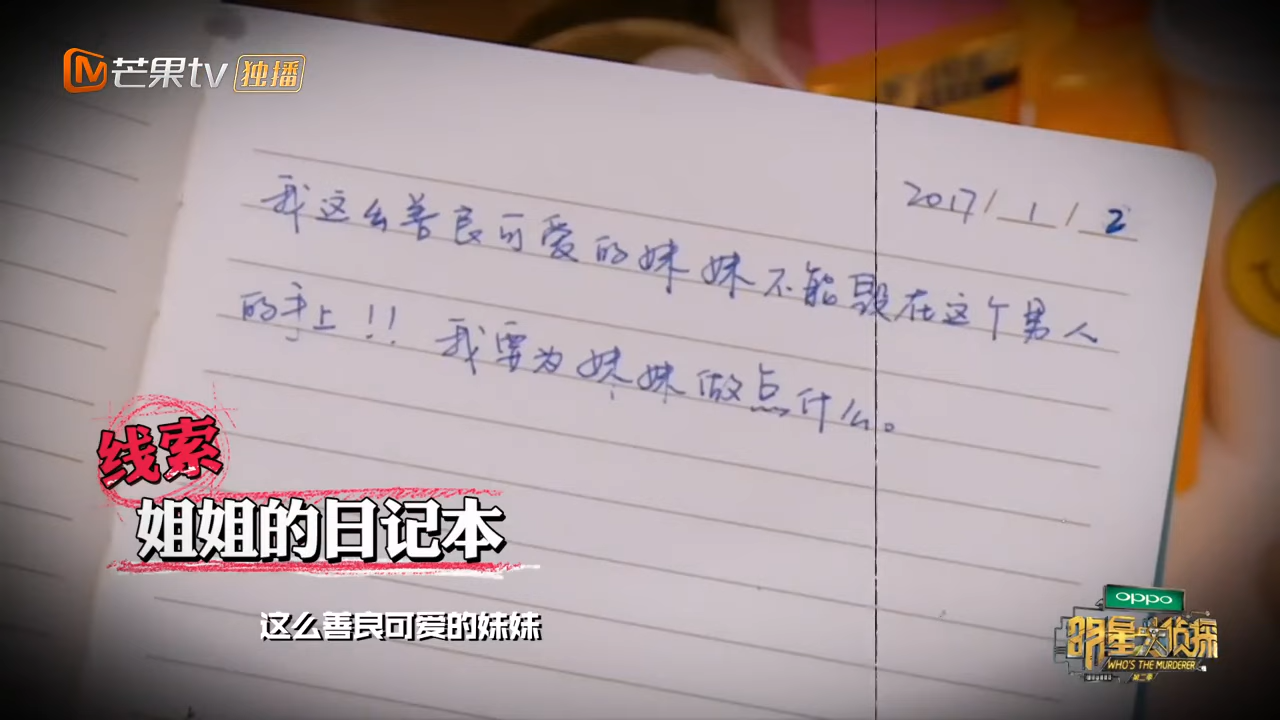 芒果tv 独播
2017/1/2
我这么善良可爱的妹妹不能毁在这个男人
的手上!! 我要为妹妹做点什么。
线索
姐姐的日记本
这么善良可爱的妹妹
oppo
明星大侦探
WHO'S THE MURDERER
第二季